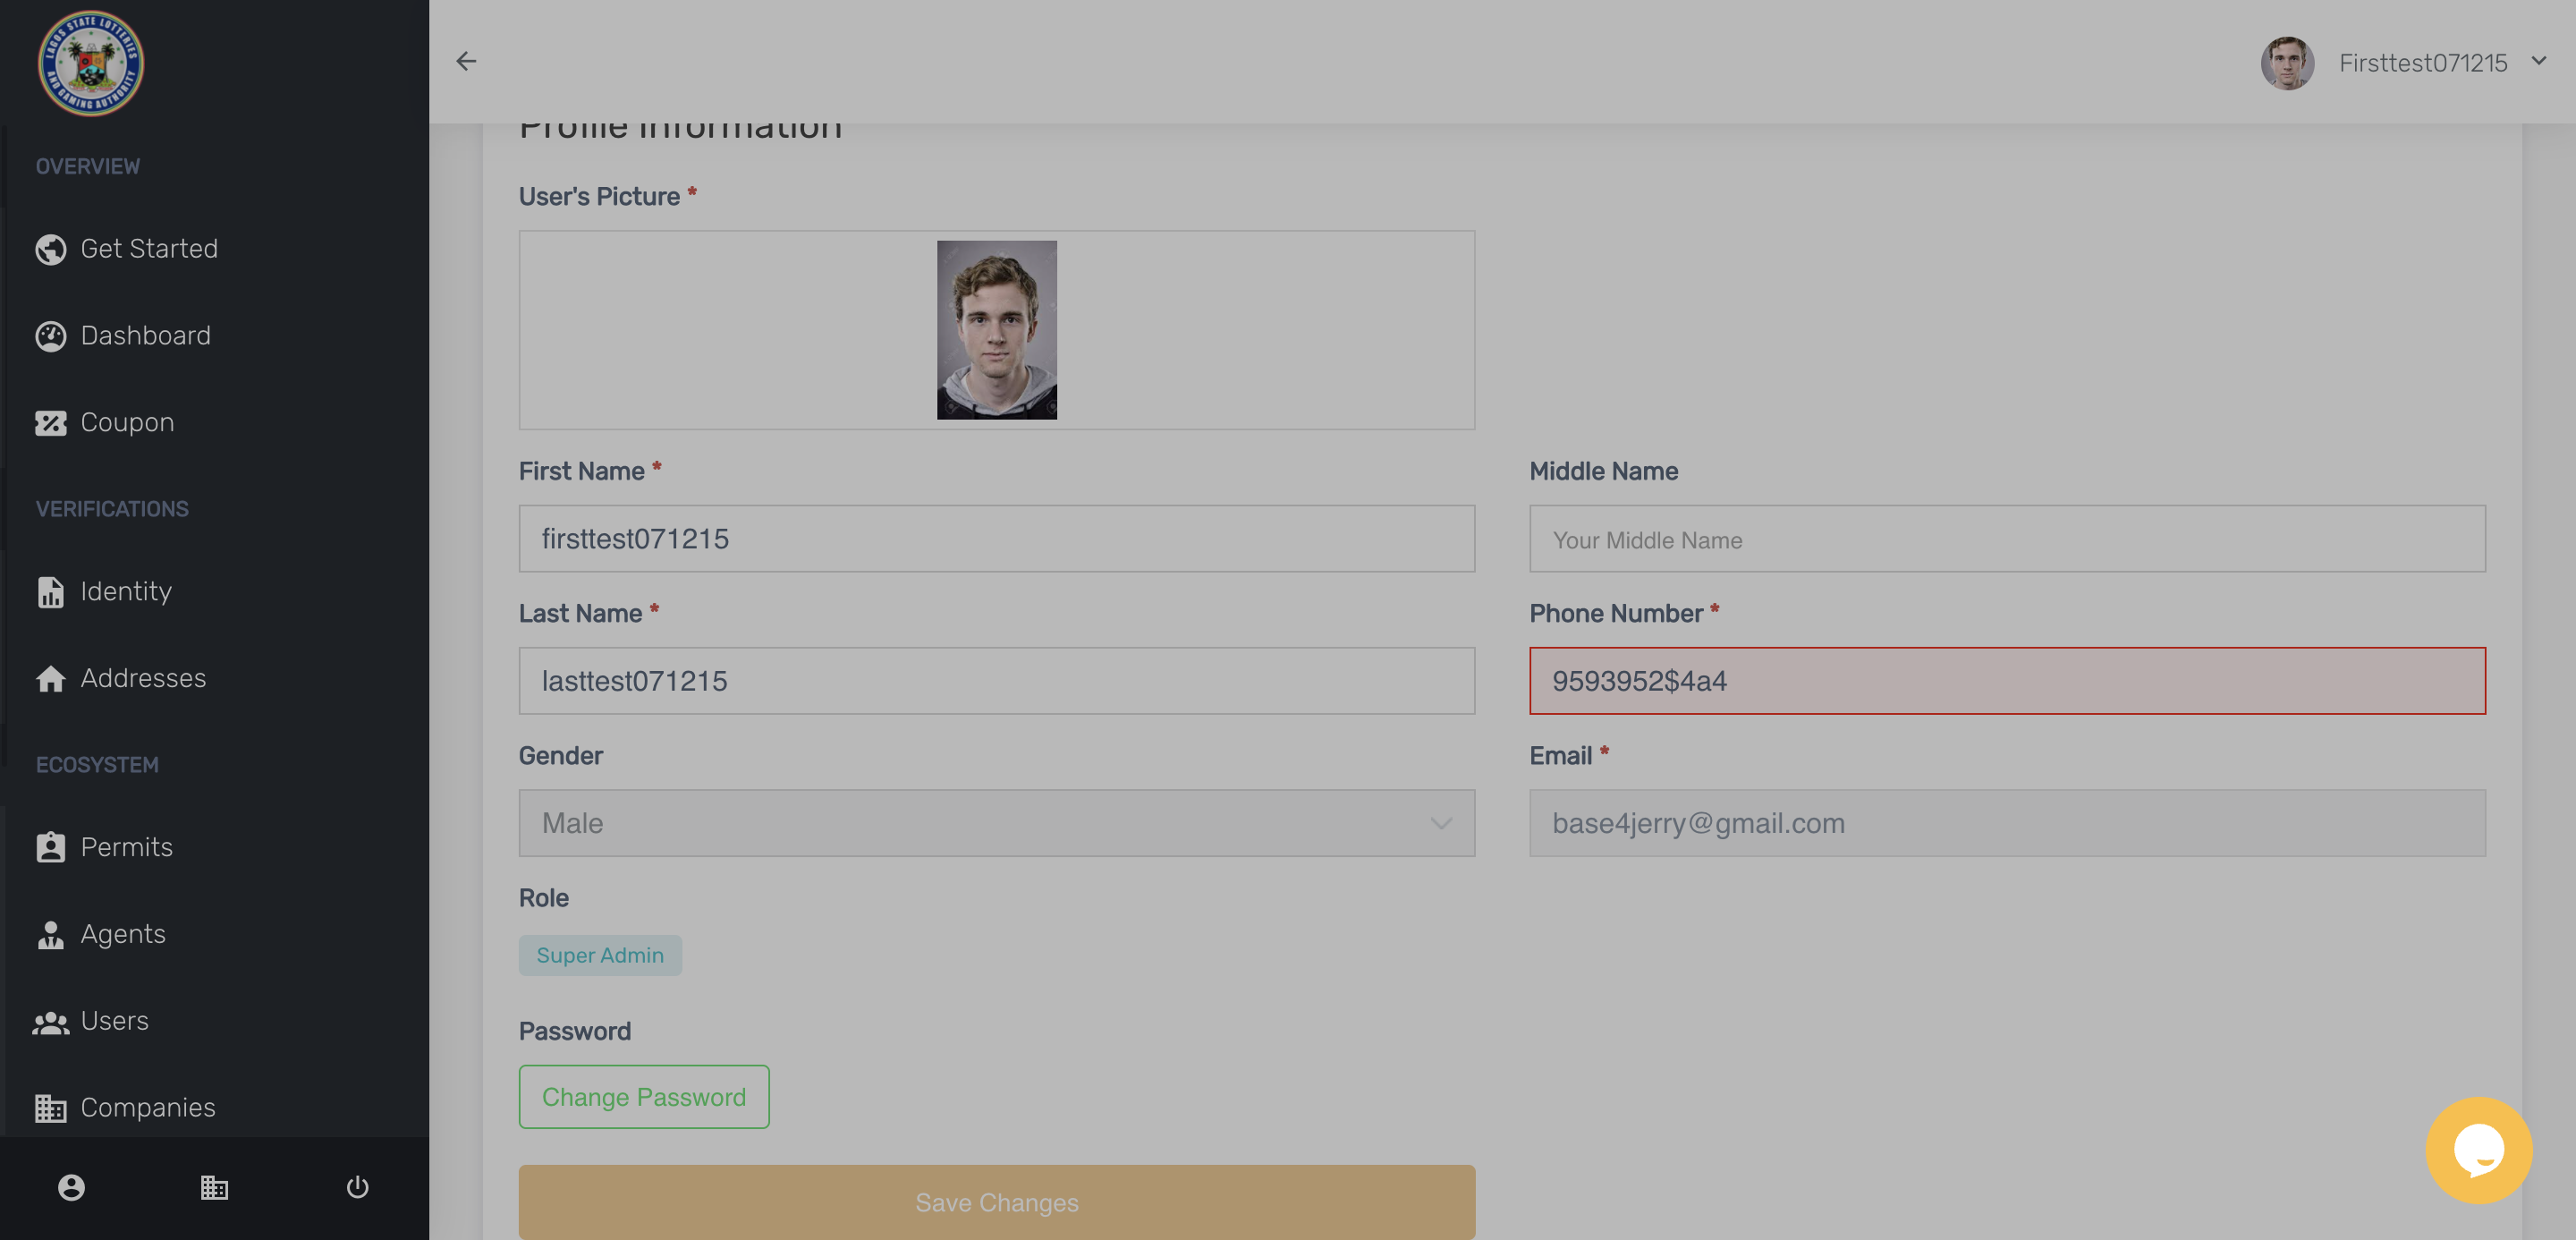 LAGOS STATE LOTTERIES
AND GAMING AUTHORITY
Firsttest071215
OVERVIEW
Get Started
Dashboard
Coupon
VERIFICATIONS
Identity
Addresses
ECOSYSTEM
Permits
Agents
Users
Companies
Profile Information
User's Picture *
First Name *
firsttest071215
Middle Name
Your Middle Name
Last Name *
lasttest071215
Phone Number *
9593952$4a4
Gender
Male
Email *
base4jerry@gmail.com
Role
Super Admin
Password
Change Password
Save Changes